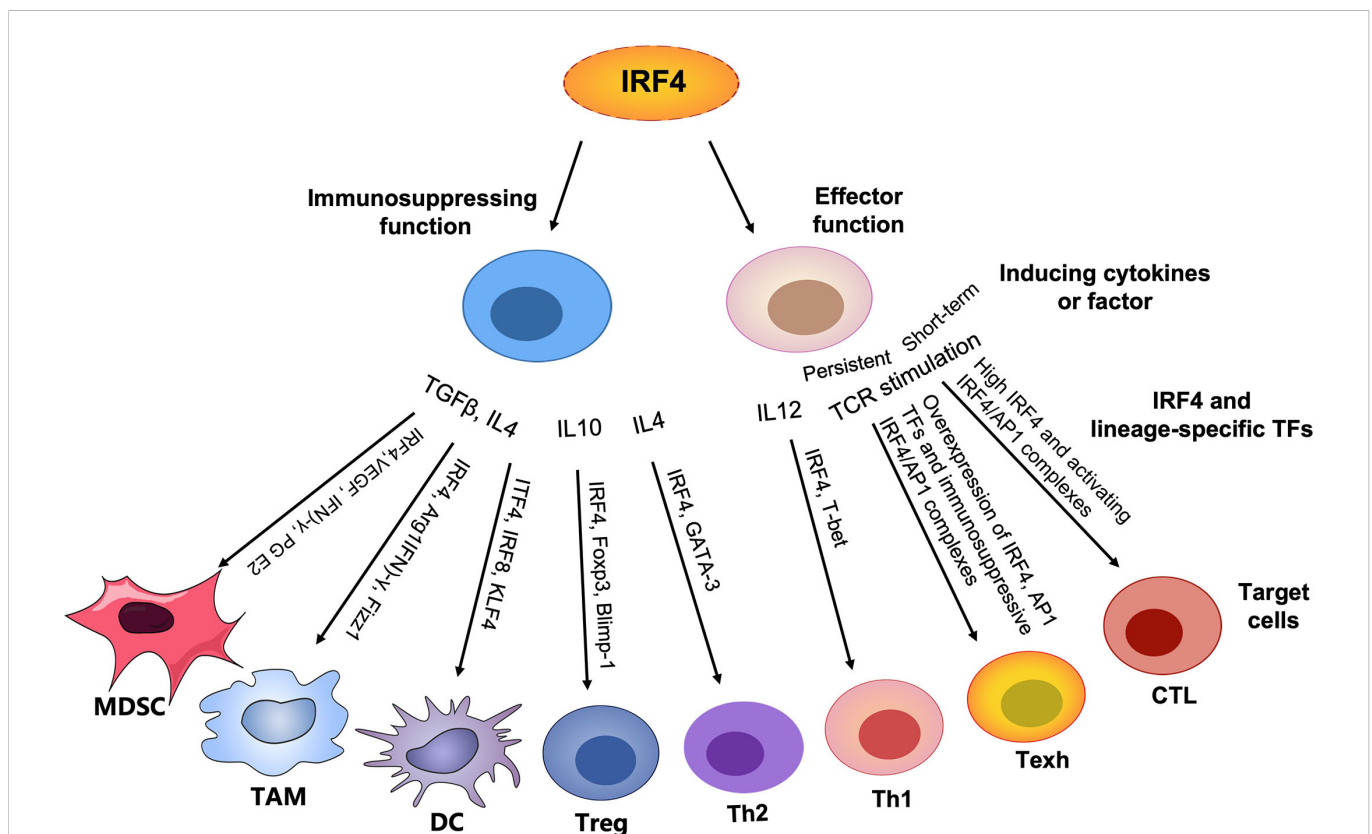 IRF4
Immunosuppressing
function
Effector
function
Inducing cytokines
or factor
Persistent
Short-term
TCR stimulation
TGFβ, IL4
IL10
IL4
IL12
IRF4 and
lineage-specific TFs
IRF4,VEGF, IFN)-γ, PG E2
IRF4, Arg1IFN)-γ, Fizz1
ITF4, IRF8, KLF4
IRF4, Foxp3, Blimp-1
IRF4, GATA-3
IRF4, T-bet
Overexpression of IRF4, AP1
TFs and immunosuppressive
IRF4/AP1 complexes
High IRF4 and activating
IRF4/AP1 complexes
Target
cells
MDSC
TAM
DC
Treg
Th2
Th1
Texh
CTL